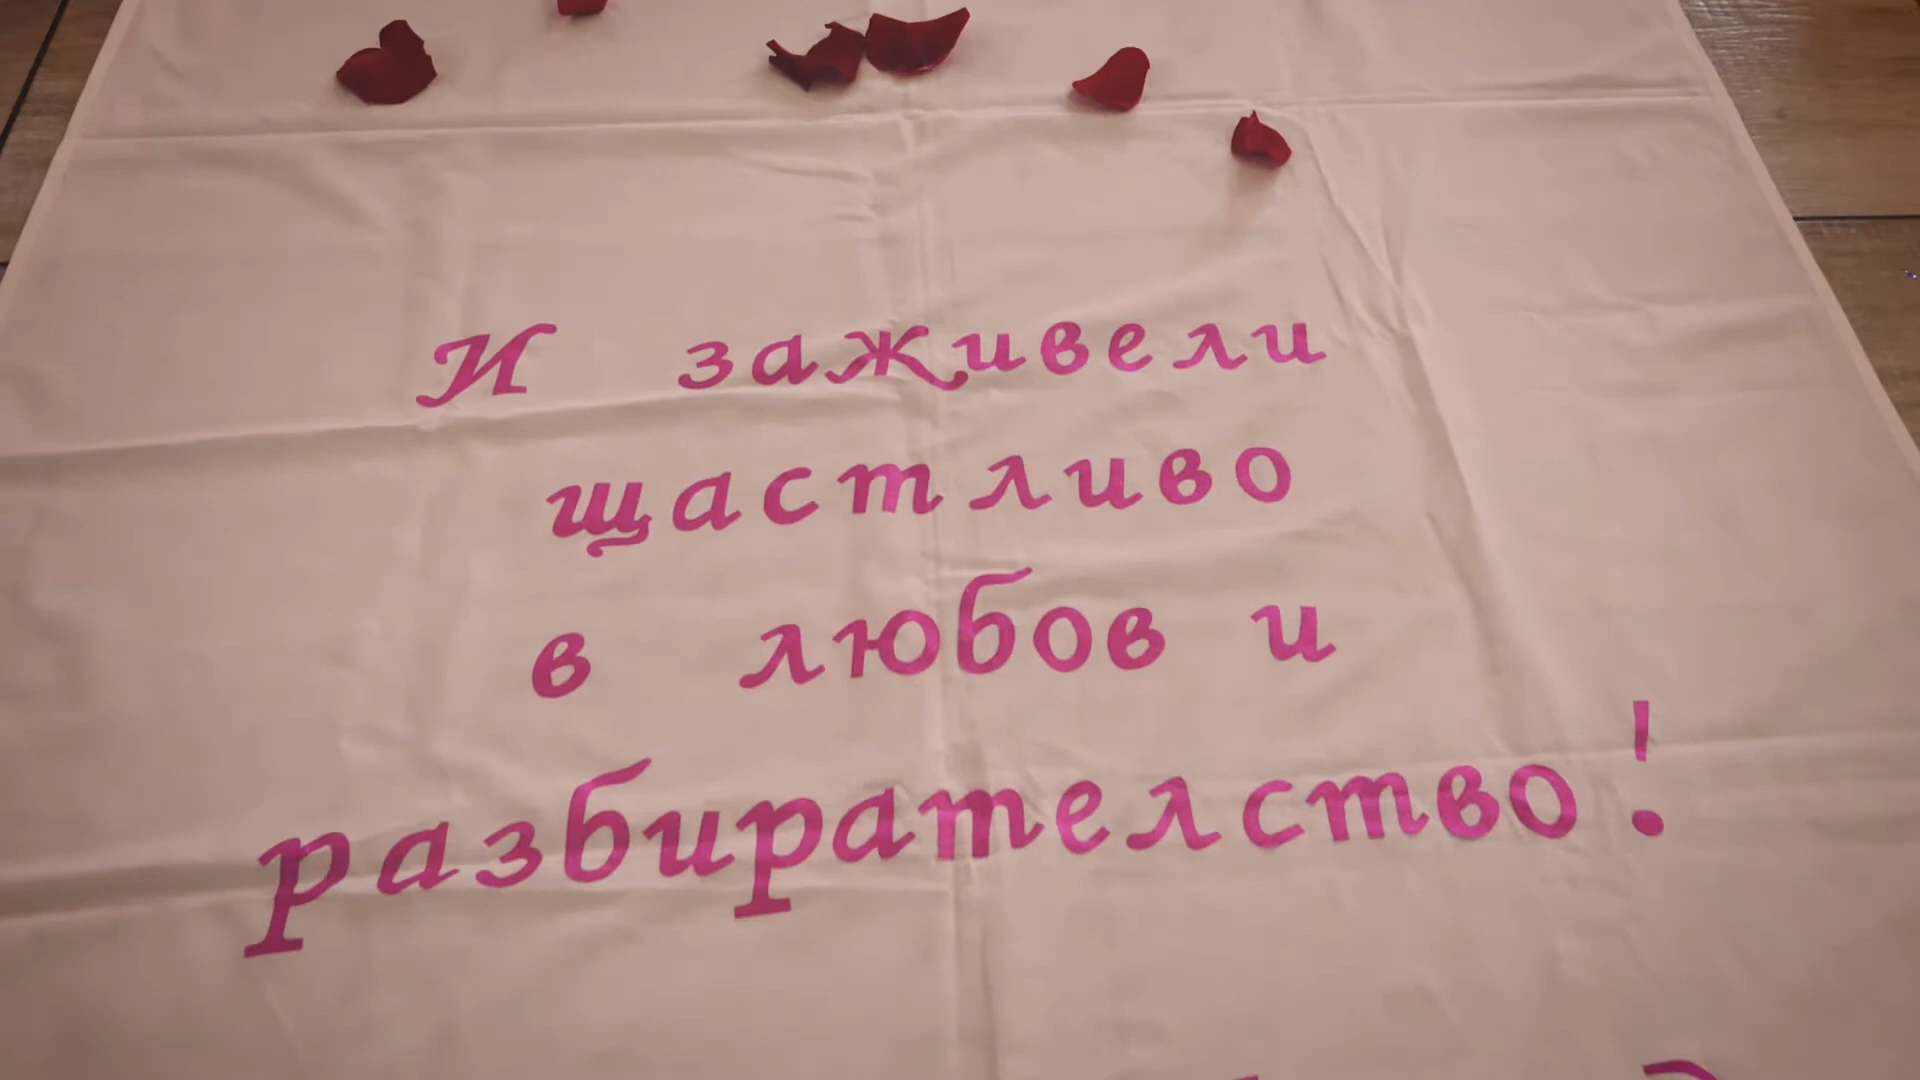 И заживели
щастливо
в любов и
разбирателство!